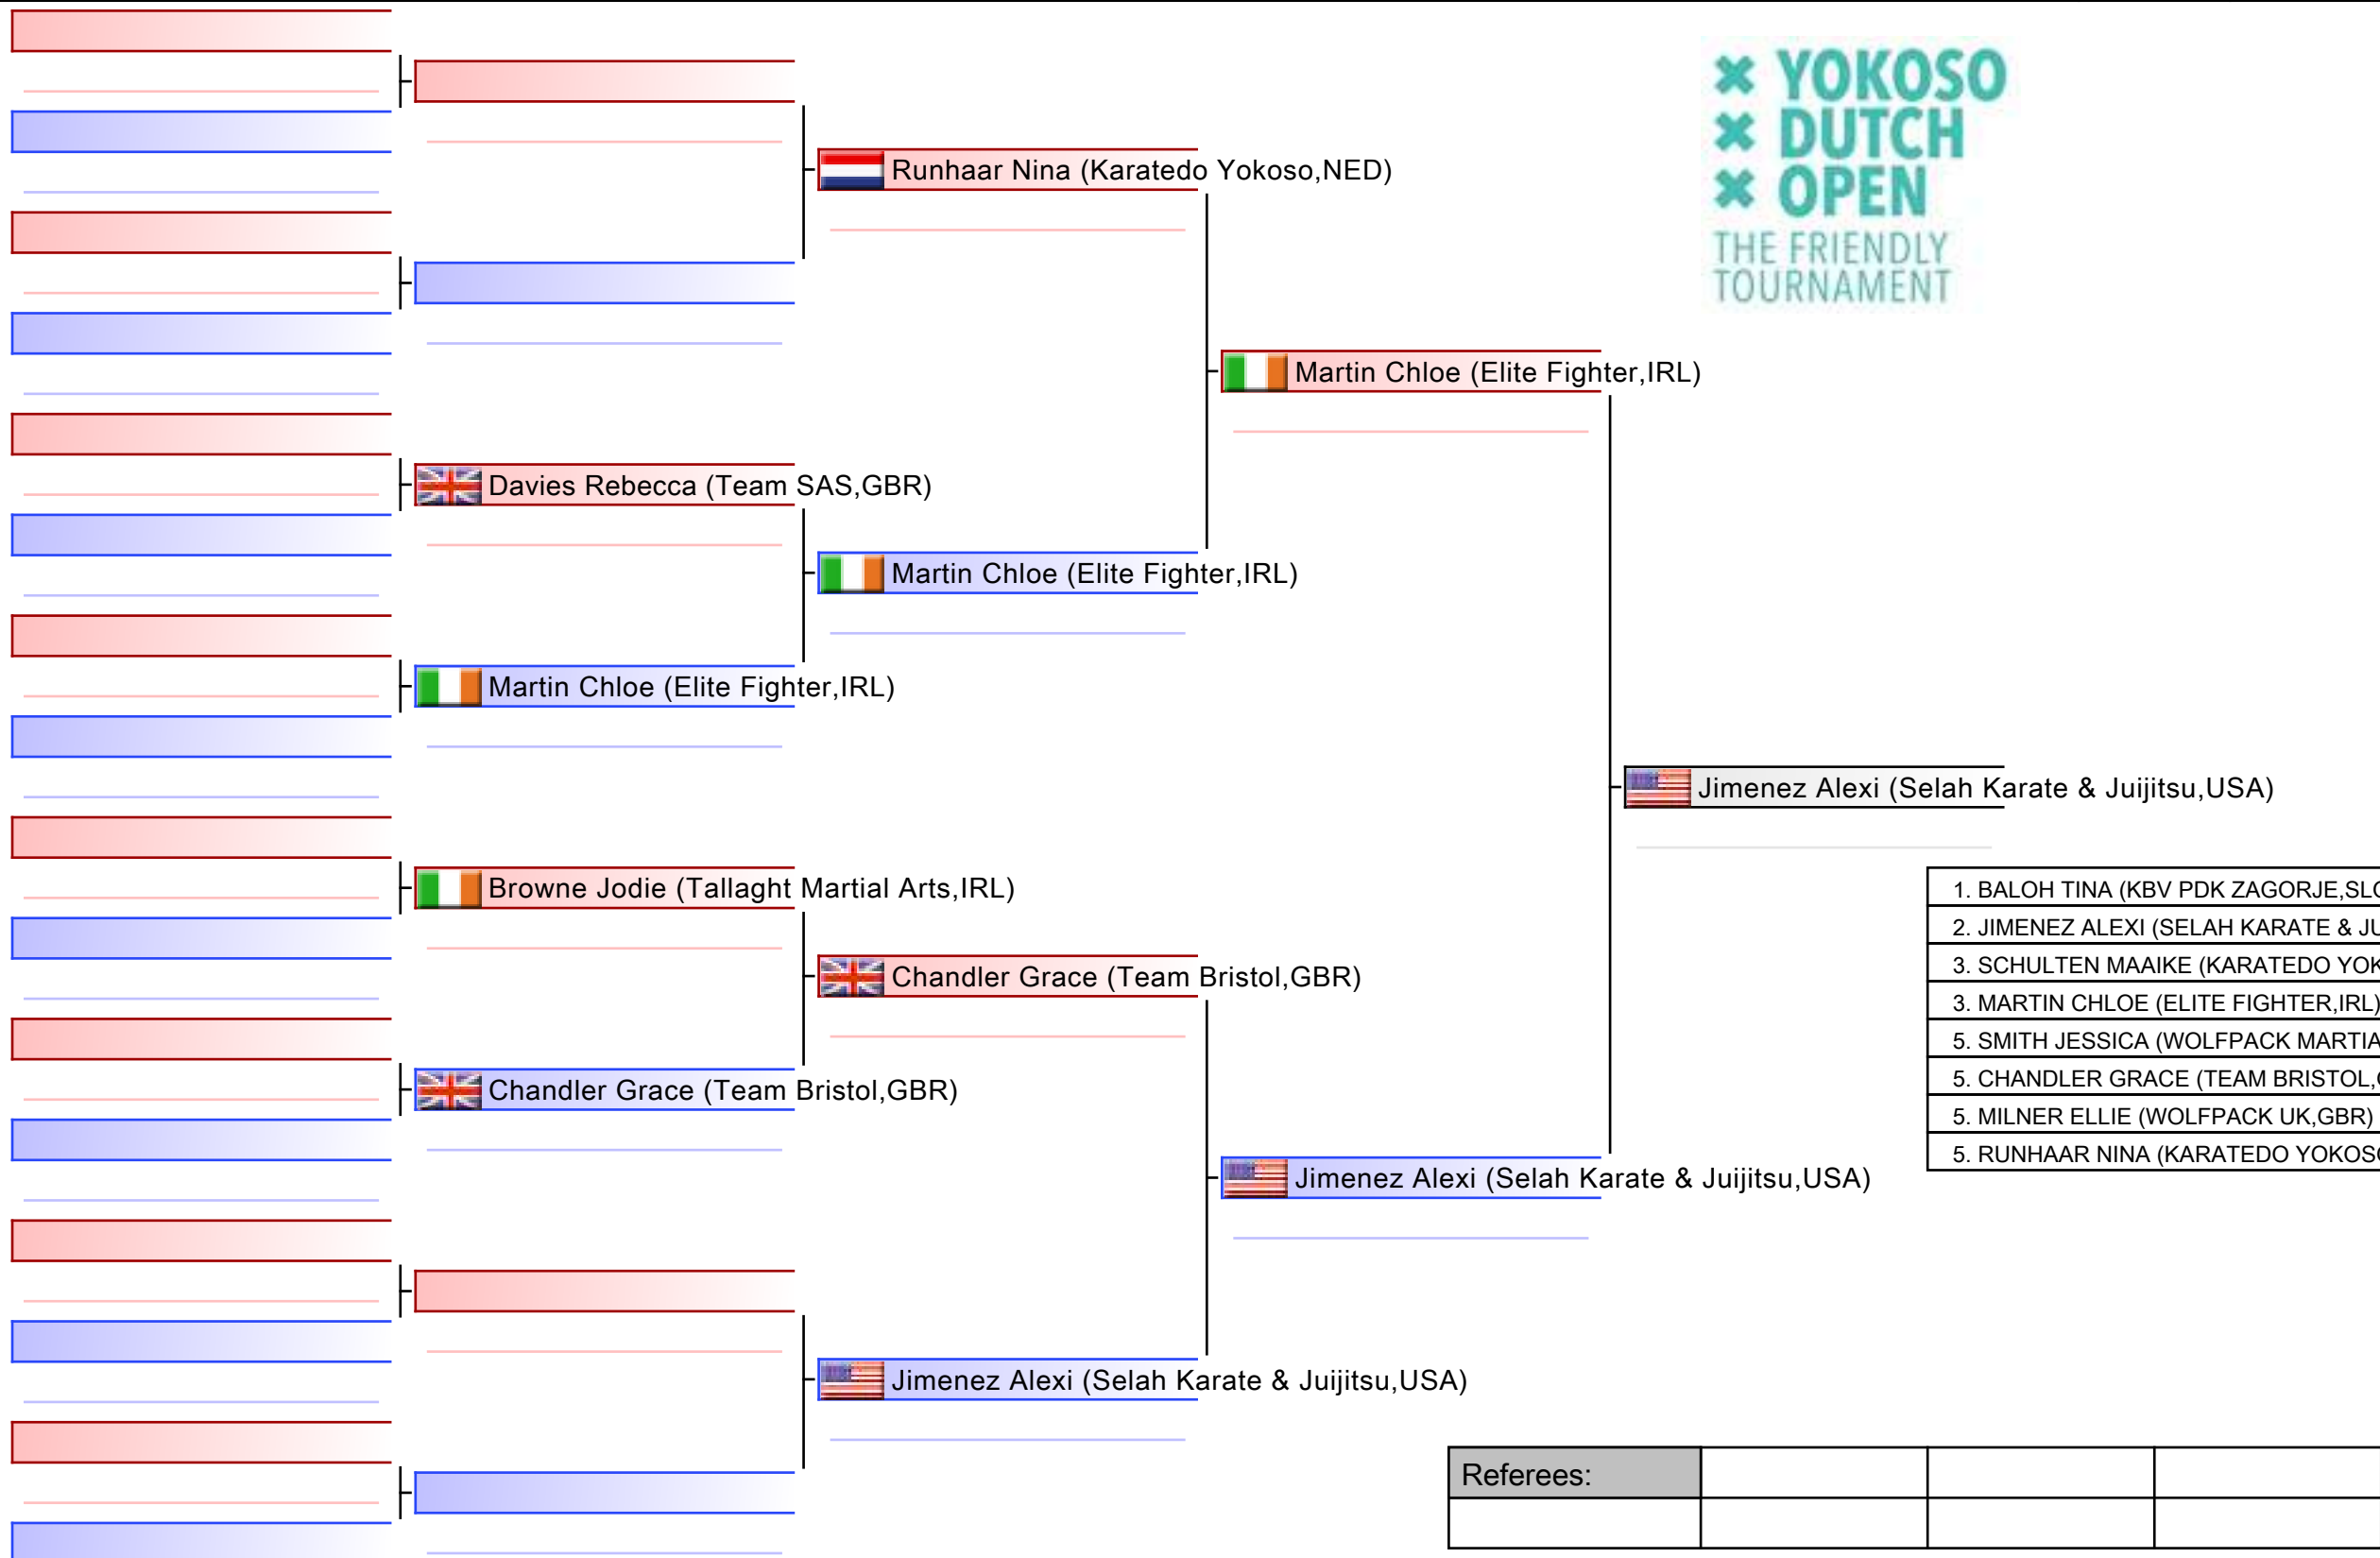 YOKOSO
DUTCH
OPEN
THE FRIENDLY
TOURNAMENT
Runhaar Nina (Karatedo Yokoso,NED)
Martin Chloe (Elite Fighter,IRL)
Davies Rebecca (Team SAS,GBR)
Martin Chloe (Elite Fighter,IRL)
Martin Chloe (Elite Fighter,IRL)
Jimenez Alexi (Selah Karate & Juijitsu,USA)
Browne Jodie (Tallaght Martial Arts,IRL)
Chandler Grace (Team Bristol,GBR)
Chandler Grace (Team Bristol,GBR)
Jimenez Alexi (Selah Karate & Juijitsu,USA)
Jimenez Alexi (Selah Karate & Juijitsu,USA)
1. BALOH TINA (KBV PDK ZAGORJE,SLO
2. JIMENEZ ALEXI (SELAH KARATE & JU
3. SCHULTEN MAAIKE (KARATEDO YOK
3. MARTIN CHLOE (ELITE FIGHTER,IRL)
5. SMITH JESSICA (WOLFPACK MARTIA
5. CHANDLER GRACE (TEAM BRISTOL,
5. MILNER ELLIE (WOLFPACK UK,GBR)
5. RUNHAAR NINA (KARATEDO YOKOSO
Referees: